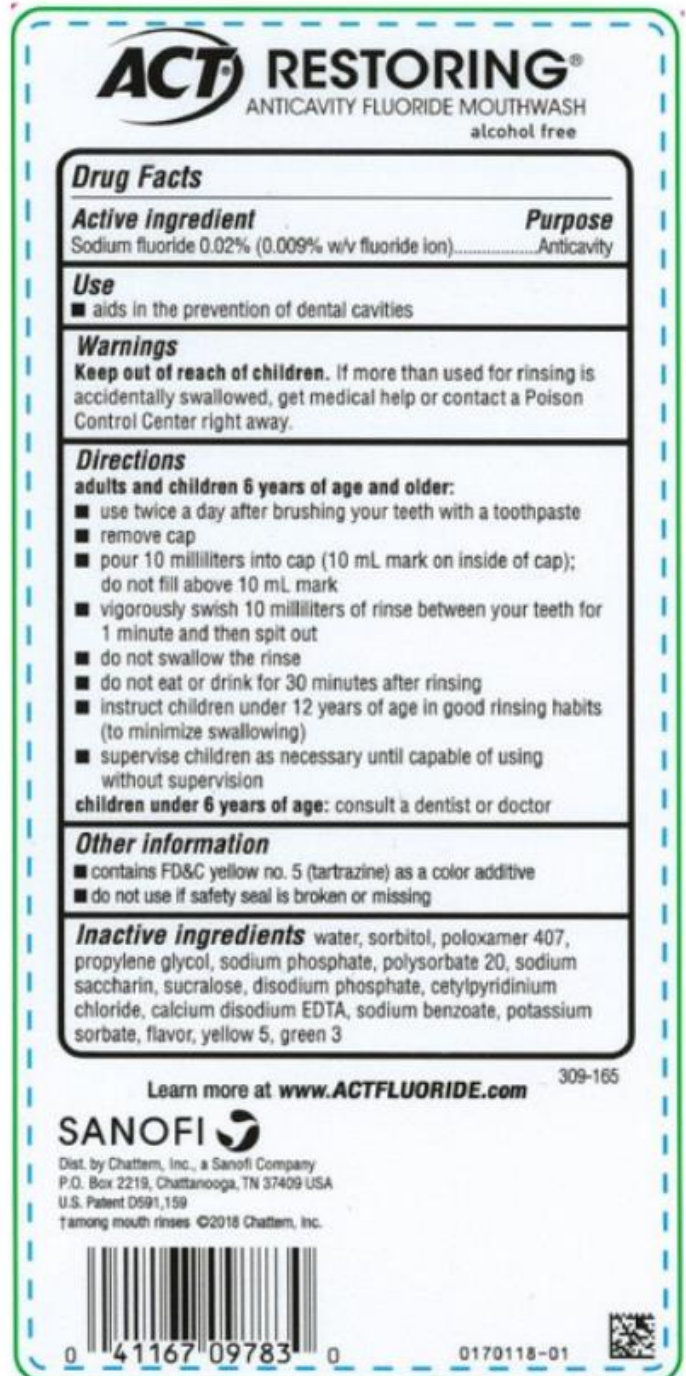 ACT® RESTORING®
ANTICAVITY FLUORIDE MOUTHWASH
alcohol free
Drug Facts
Active ingredient Purpose
Sodium fluoride 0.02% (0.009% w/v fluoride ion)..................Anticavity
Use
■ aids in the prevention of dental cavities
Warnings
Keep out of reach of children. If more than used for rinsing is
accidentally swallowed, get medical help or contact a Poison
Control Center right away.
Directions
adults and children 6 years of age and older:
■ use twice a day after brushing your teeth with a toothpaste
■ remove cap
■ pour 10 milliliters into cap (10 mL mark on inside of cap);
do not fill above 10 mL mark
■ vigorously swish 10 milliliters of rinse between your teeth for
1 minute and then spit out
■ do not swallow the rinse
■ do not eat or drink for 30 minutes after rinsing
■ instruct children under 12 years of age in good rinsing habits
(to minimize swallowing)
■ supervise children as necessary until capable of using
without supervision
children under 6 years of age: consult a dentist or doctor
Other information
■ contains FD&C yellow no. 5 (tartrazine) as a color additive
■ do not use if safety seal is broken or missing
Inactive ingredients water, sorbitol, poloxamer 407,
propylene glycol, sodium phosphate, polysorbate 20, sodium
saccharin, sucralose, disodium phosphate, cetylpyridinium
chloride, calcium disodium EDTA, sodium benzoate, potassium
sorbate, flavor, yellow 5, green 3
309-165
Learn more at www.ACTFLUORIDE.com
SANOFI
Dist. by Chattem, Inc., a Sanofi Company
P.O. Box 2219, Chattanooga, TN 37409 USA
U.S. Patent D591,159
†among mouth rinses ©2018 Chattem, Inc.
0 41167 09783 0
0170118-01